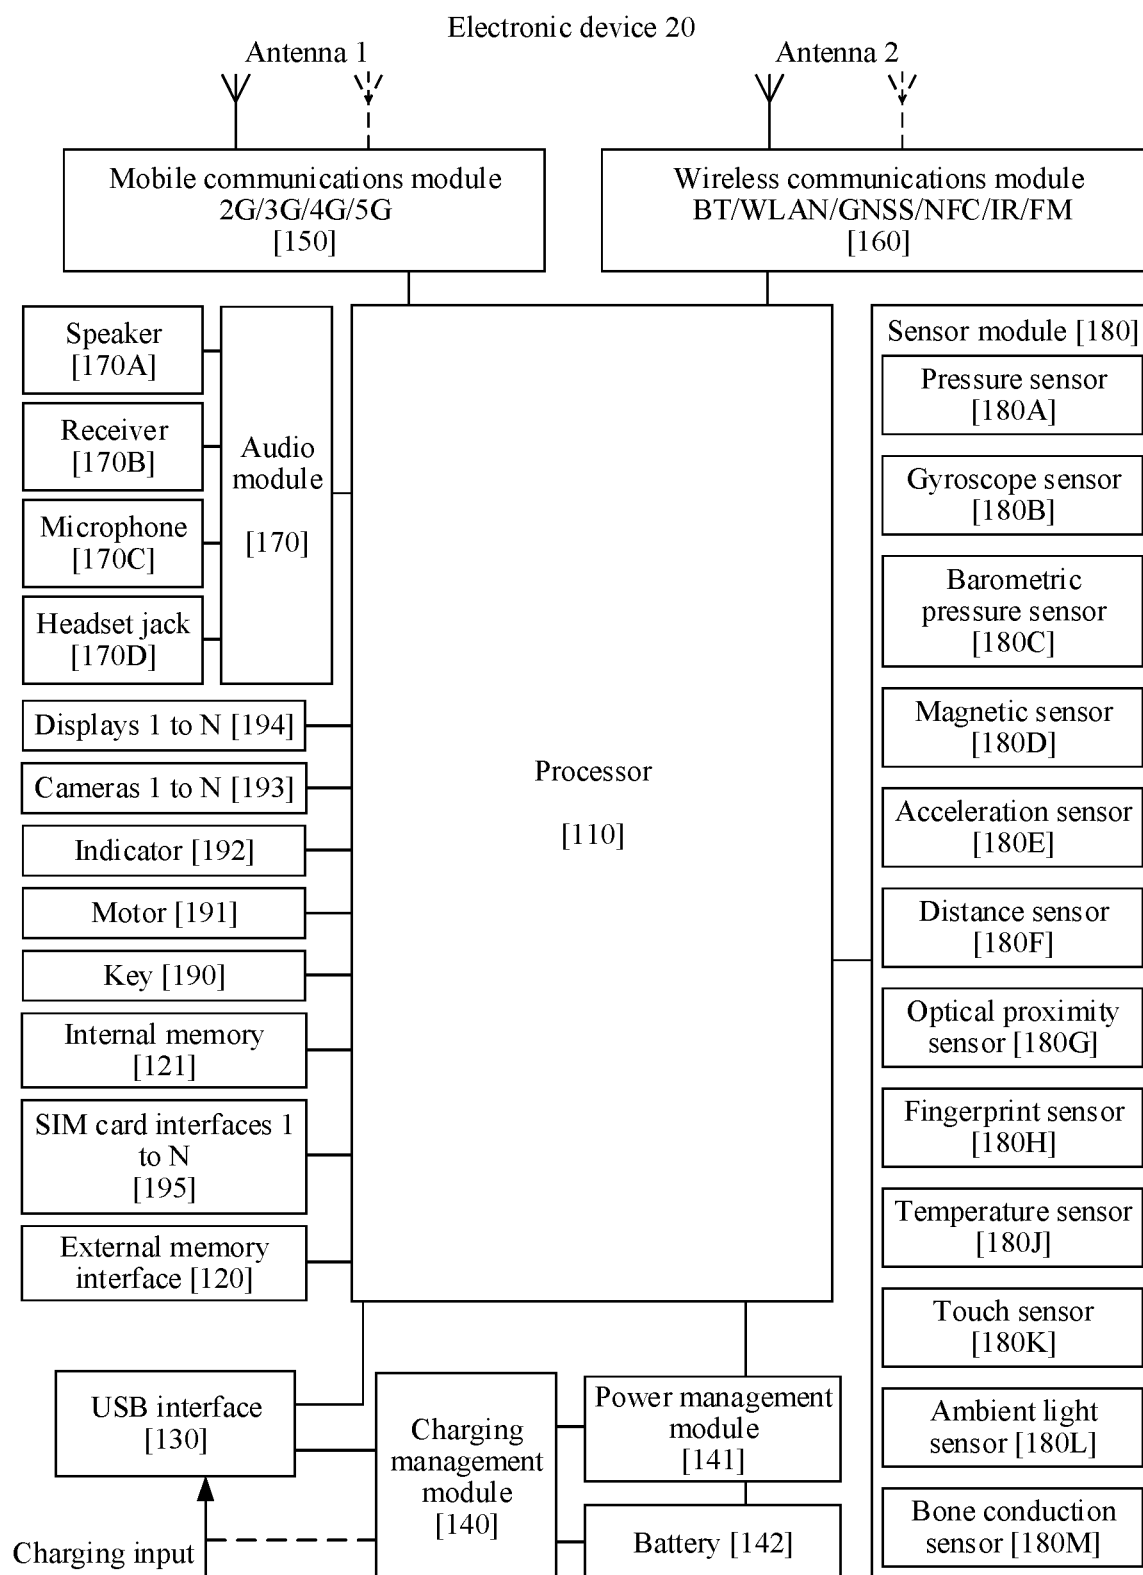 Electronic device 20
Antenna 1
Antenna 2
Mobile communications module
2G/3G/4G/5G
[150]
Wireless communications module
BT/WLAN/GNSS/NFC/IR/FM
[160]
Speaker
[170A]
Receiver
[170B]
Microphone
[170C]
Headset jack
[170D]
Audio
module
[170]
Displays 1 to N [194]
Cameras 1 to N [193]
Indicator [192]
Motor [191]
Key [190]
Internal memory
[121]
SIM card interfaces 1
to N
[195]
External memory
interface [120]
Processor
[110]
Sensor module [180]
Pressure sensor
[180A]
Gyroscope sensor
[180B]
Barometric
pressure sensor
[180C]
Magnetic sensor
[180D]
Acceleration sensor
[180E]
Distance sensor
[180F]
Optical proximity
sensor [180G]
Fingerprint sensor
[180H]
Temperature sensor
[180J]
Touch sensor
[180K]
Ambient light
sensor [180L]
Bone conduction
sensor [180M]
USB interface
[130]
Charging
management
module
[140]
Power management
module
[141]
Battery [142]
Charging input